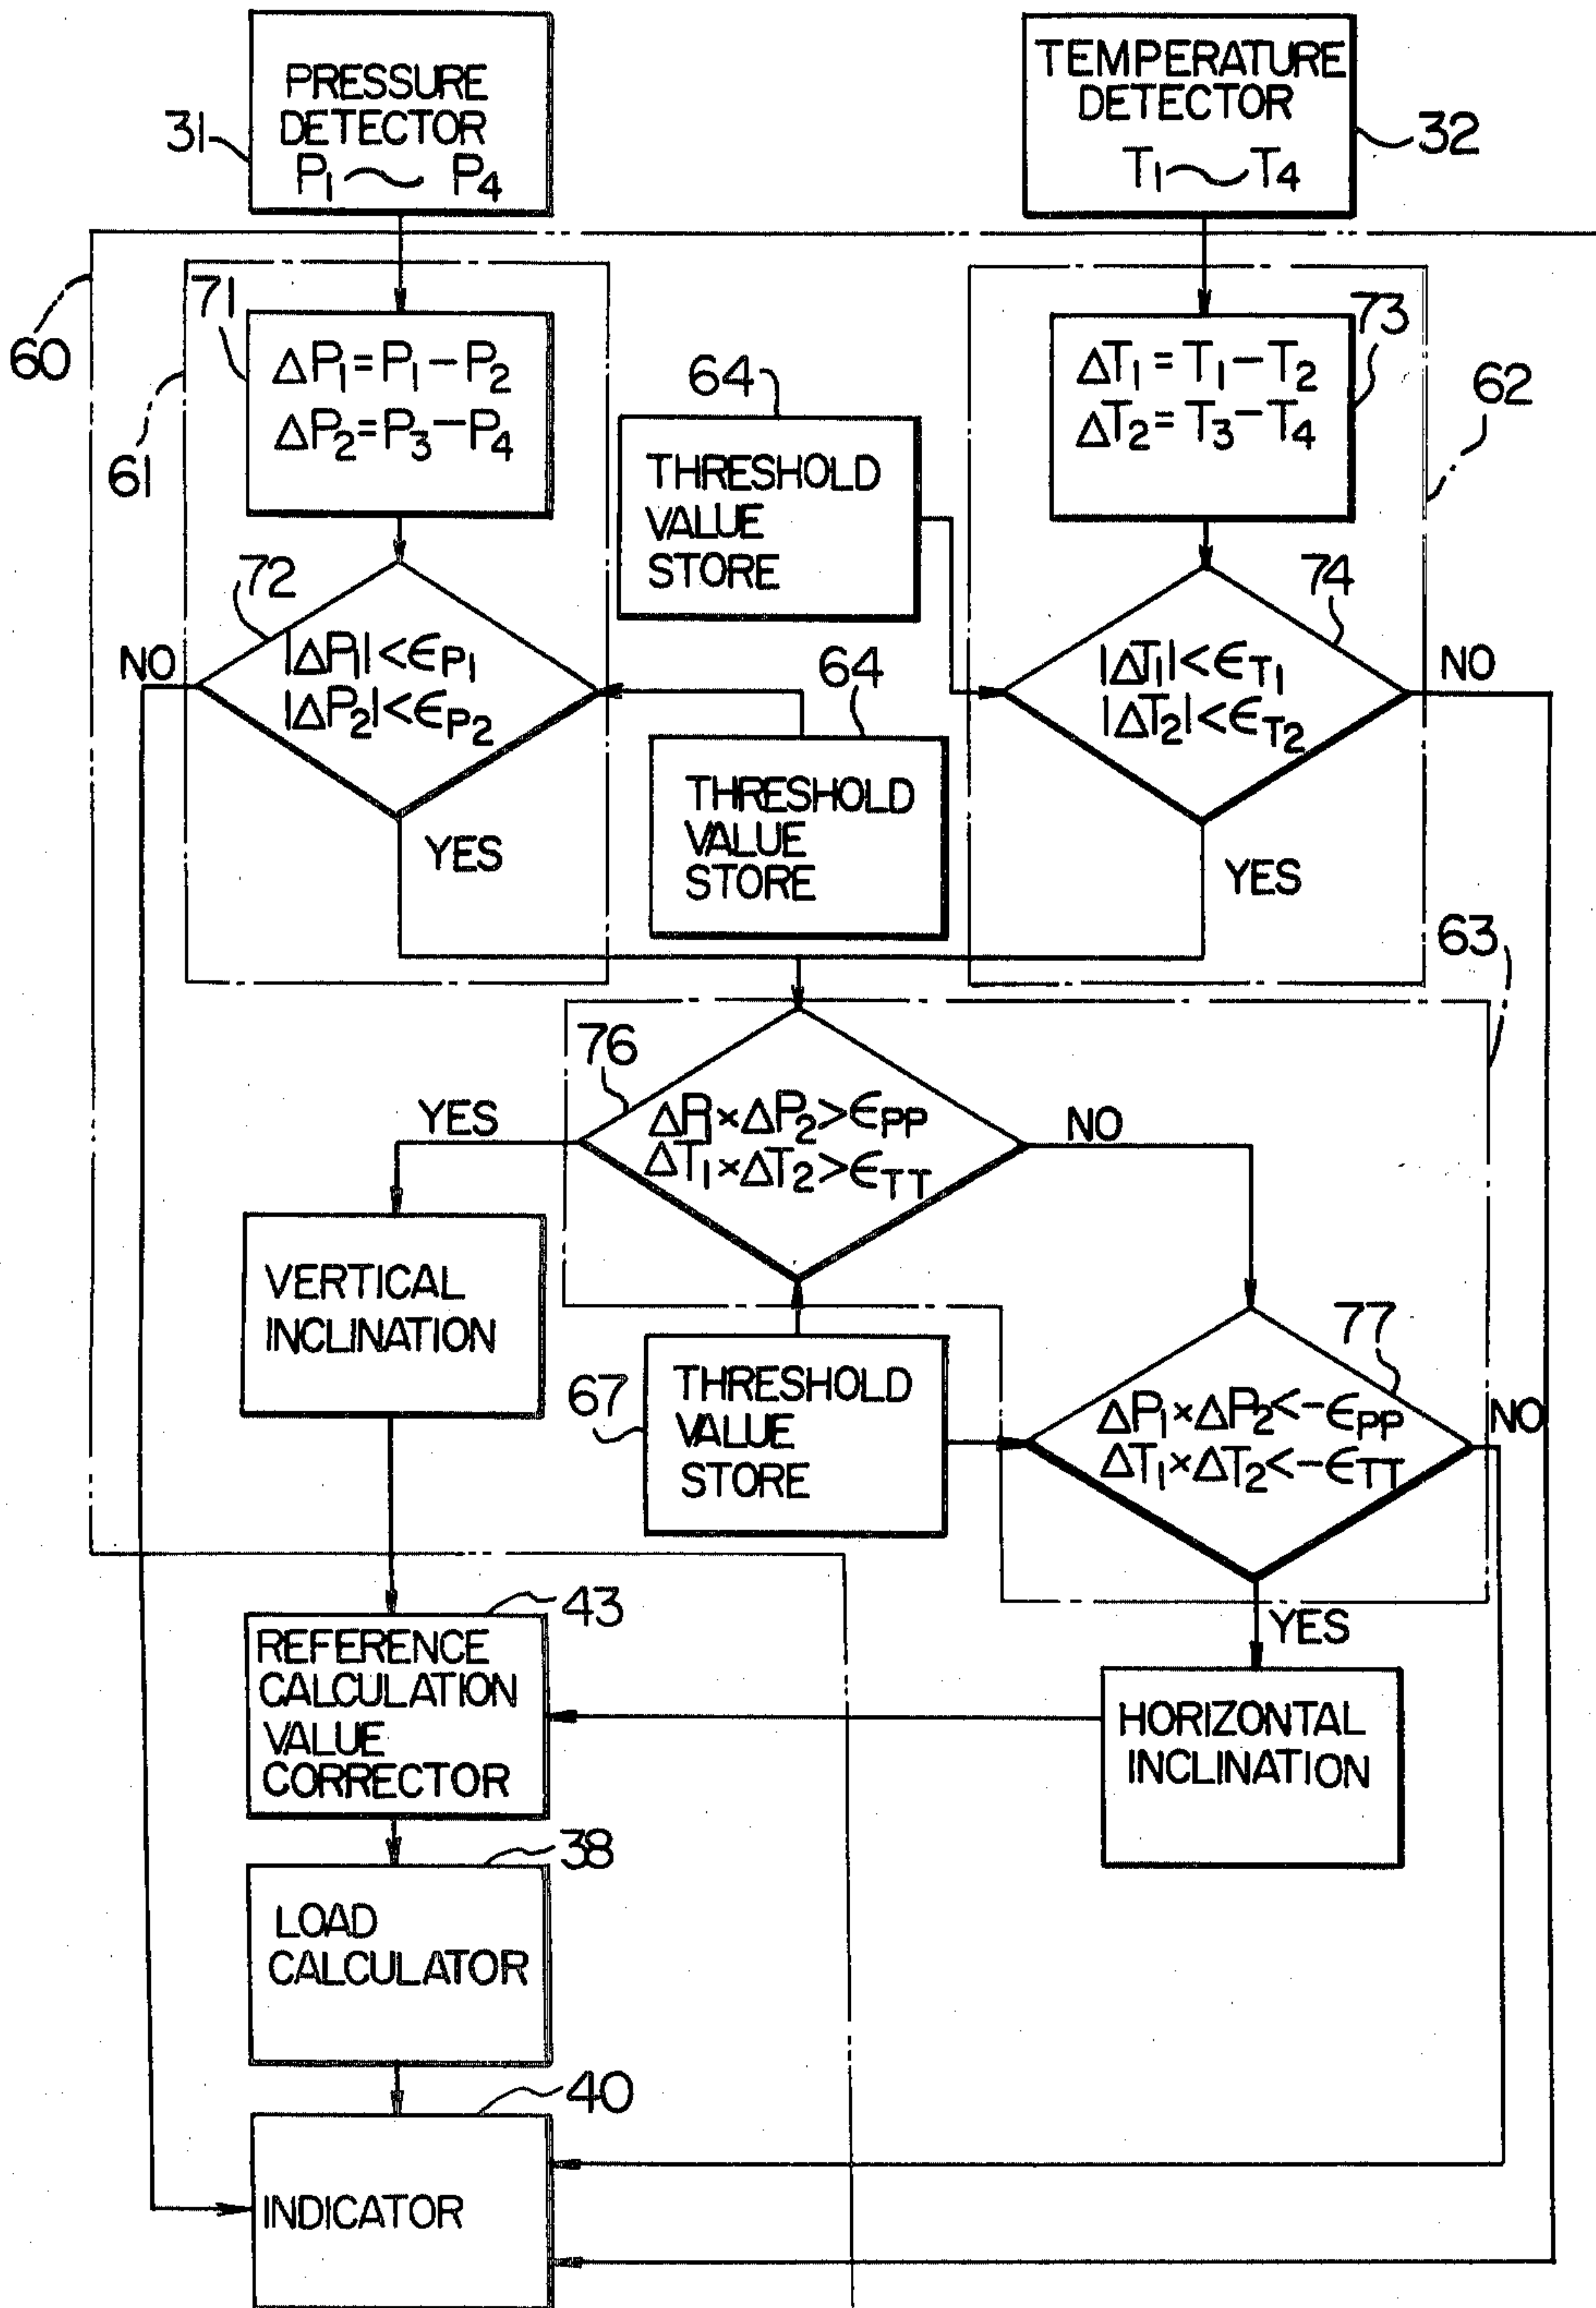 PRESSURE
DETECTOR
P₁ ~ P₄
31
TEMPERATURE
DETECTOR
T₁ ~ T₄
32
60
61
71
ΔP₁=P₁-P₂
ΔP₂=P₃-P₄
64
THRESHOLD
VALUE
STORE
73
ΔT₁=T₁-T₂
ΔT₂=T₃-T₄
62
72
NO
|ΔP₁|<ϵP₁
|ΔP₂|<ϵP₂
YES
64
THRESHOLD
VALUE
STORE
74
|ΔT₁|<ϵT₁
|ΔT₂|<ϵT₂
NO
YES
63
76
YES
ΔP₁×ΔP₂>ϵPP
ΔT₁×ΔT₂>ϵTT
NO
VERTICAL
INCLINATION
67
THRESHOLD
VALUE
STORE
77
ΔP₁×ΔP₂<-ϵPP
ΔT₁×ΔT₂<-ϵTT
NO
YES
43
REFERENCE
CALCULATION
VALUE
CORRECTOR
HORIZONTAL
INCLINATION
38
LOAD
CALCULATOR
40
INDICATOR